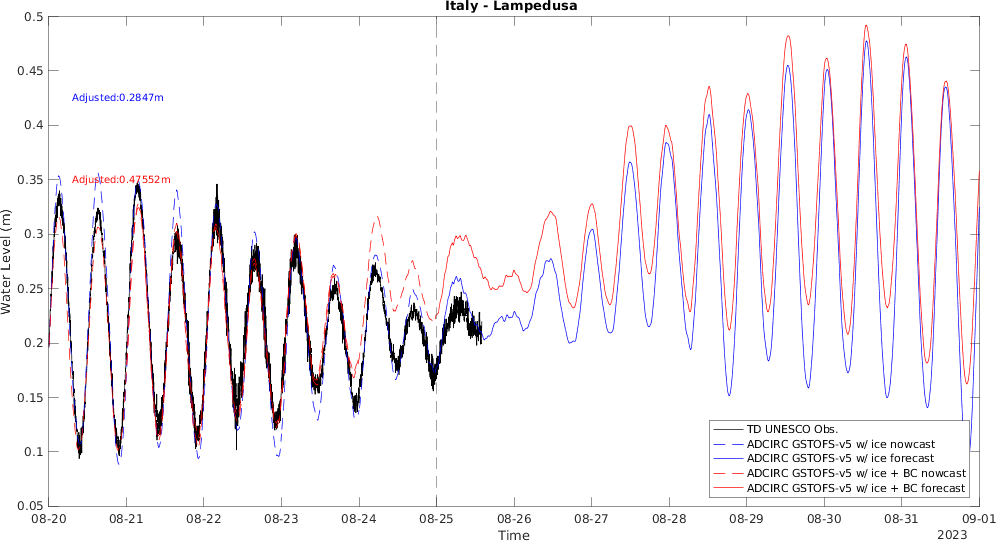 Italy - Lampedusa
0.5
0.45
Adjusted:0.2847m
0.4
0.35
Adjusted:0.47552m
0.3
Water Level (m)
0.25
0.2
0.15
0.1
0.05
TD UNESCO Obs.
ADCIRC GSTOFS-v5 w/ ice nowcast
ADCIRC GSTOFS-v5 w/ ice forecast
ADCIRC GSTOFS-v5 w/ ice + BC nowcast
ADCIRC GSTOFS-v5 w/ ice + BC forecast
08-20 08-21 08-22 08-23 08-24 08-25 08-26 08-27 08-28 08-29 08-30 08-31 09-01
Time
2023